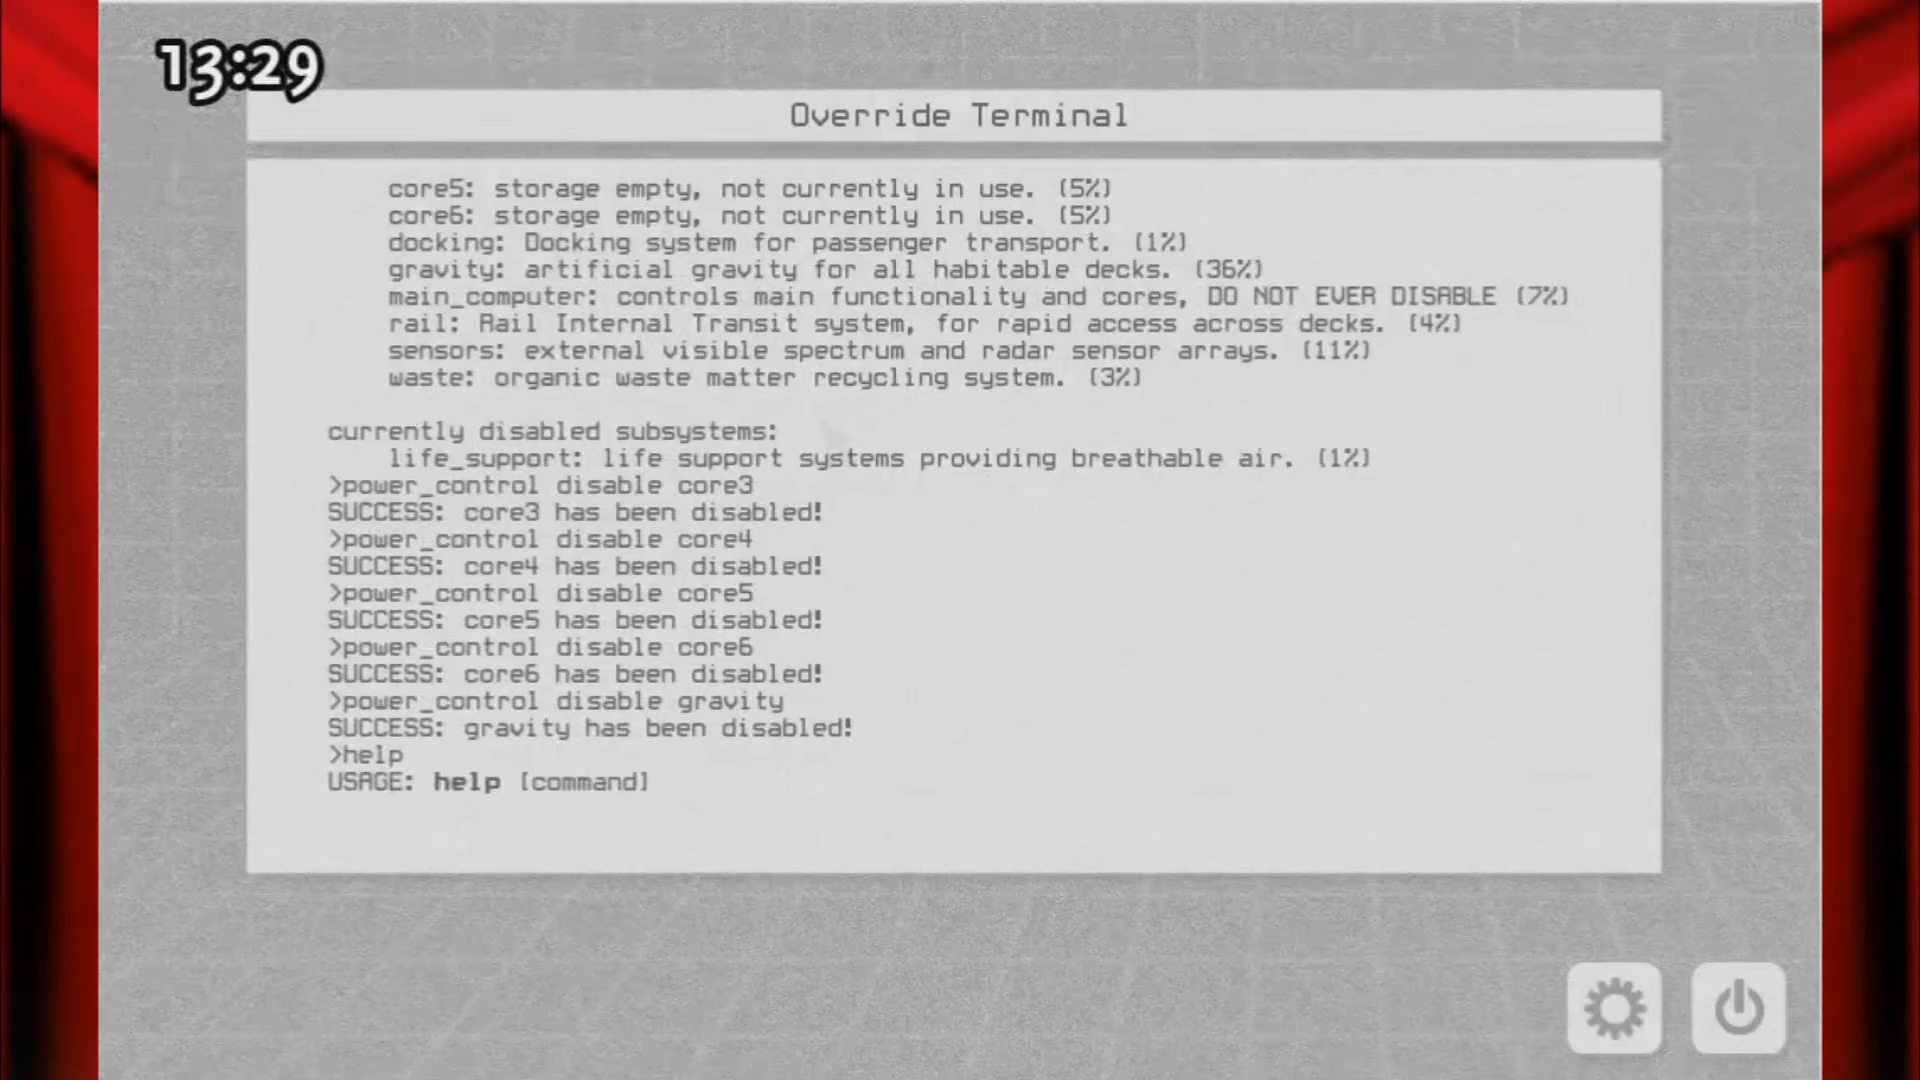 13:29
Override Terminal
core5: storage empty, not currently in use. (5%)
core6: storage empty, not currently in use. (5%)
docking: Docking system for passenger transport. (1%)
gravity: artificial gravity for all habitable decks. (36%)
main_computer: controls main functionality and cores, DO NOT EVER DISABLE (7%)
rail: Rail Internal Transit system, for rapid access across decks. (4%)
sensors: external visible spectrum and radar sensor arrays. (11%)
waste: organic waste matter recycling system. (3%)
currently disabled subsystems:
life_support: life support systems providing breathable air. (1%)
>power_control disable core3
SUCCESS: core3 has been disabled!
>power_control disable core4
SUCCESS: core4 has been disabled!
>power_control disable core5
SUCCESS: core5 has been disabled!
>power_control disable core6
SUCCESS: core6 has been disabled!
>power_control disable gravity
SUCCESS: gravity has been disabled!
>help
USAGE: help [command]